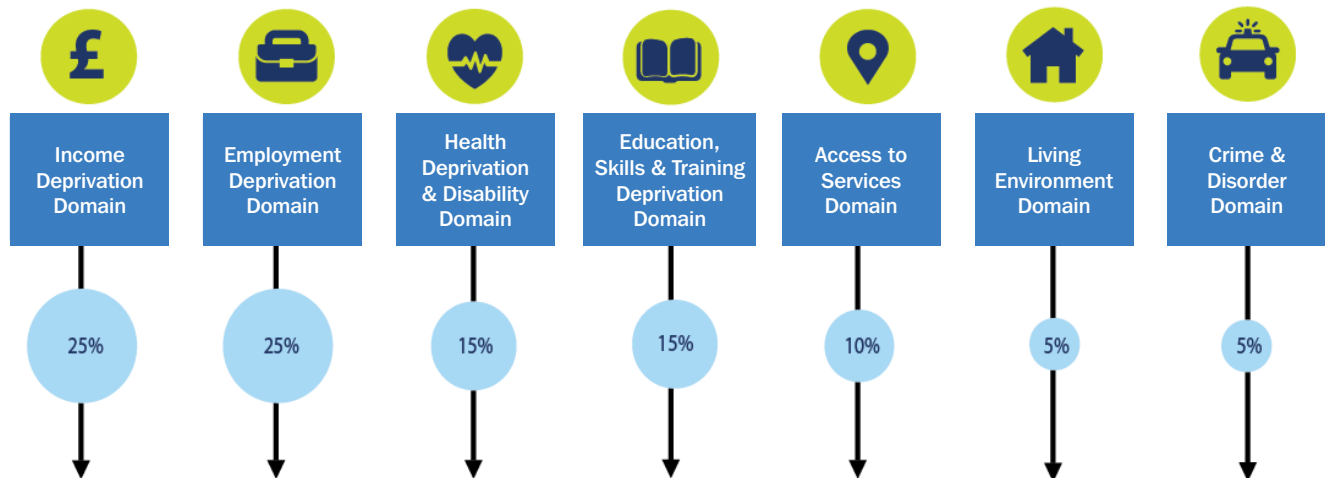 £
Income
Deprivation
Domain
Employment
Deprivation
Domain
Health
Deprivation
& Disability
Domain
Education,
Skills & Training
Deprivation
Domain
Access to
Services
Domain
Living
Environment
Domain
Crime &
Disorder
Domain
25%
25%
15%
15%
10%
5%
5%